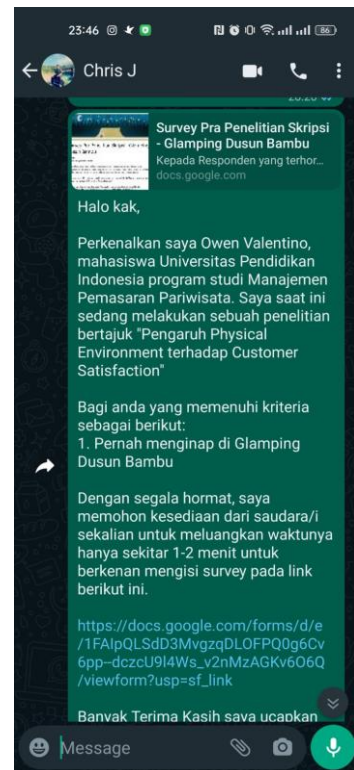 23:46
86
Chris J
Survey Pra Penelitian Skripsi
- Glamping Dusun Bambu
Kepada Responden yang terhor...
docs.google.com
Halo kak,
Perkenalkan saya Owen Valentino,
mahasiswa Universitas Pendidikan
Indonesia program studi Manajemen
Pemasaran Pariwisata. Saya saat ini
sedang melakukan sebuah penelitian
bertajuk "Pengaruh Physical
Environment terhadap Customer
Satisfaction"
Bagi anda yang memenuhi kriteria
sebagai berikut:
1. Pernah menginap di Glamping
Dusun Bambu
Dengan segala hormat, saya
memohon kesediaan dari saudara/i
sekalian untuk meluangkan waktunya
hanya sekitar 1-2 menit untuk
berkenan mengisi survey pada link
berikut ini.
https://docs.google.com/forms/d/e
/1FAIpQLSdD3MvgzqDLOFPQ0g6Cv
6pp--dczcU9l4Ws_v2nMzAGKv6O6Q
/viewform?usp=sf_link
Banyak Terima Kasih saya ucapkan
Message